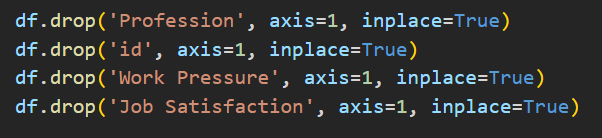 df.drop('Profession', axis=1, inplace=True)
df.drop('id', axis=1, inplace=True)
df.drop('Work Pressure', axis=1, inplace=True)
df.drop('Job Satisfaction', axis=1, inplace=True)